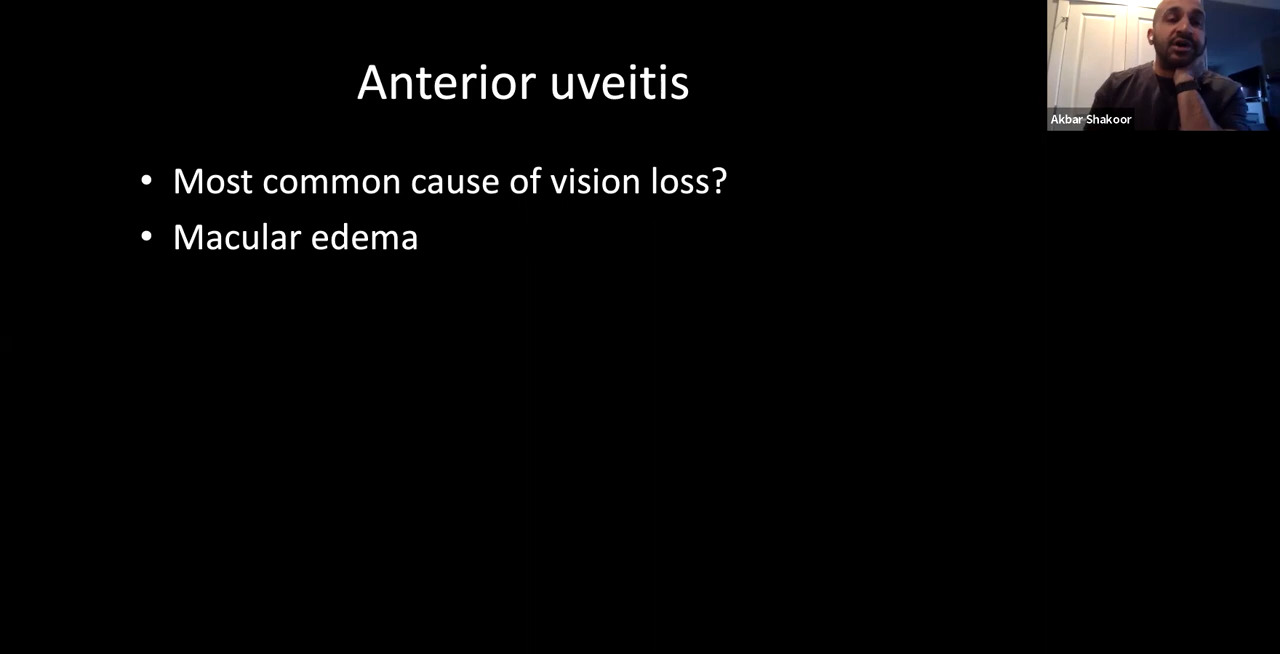 Anterior uveitis
• Most common cause of vision loss?
• Macular edema
Akbar Shakoor